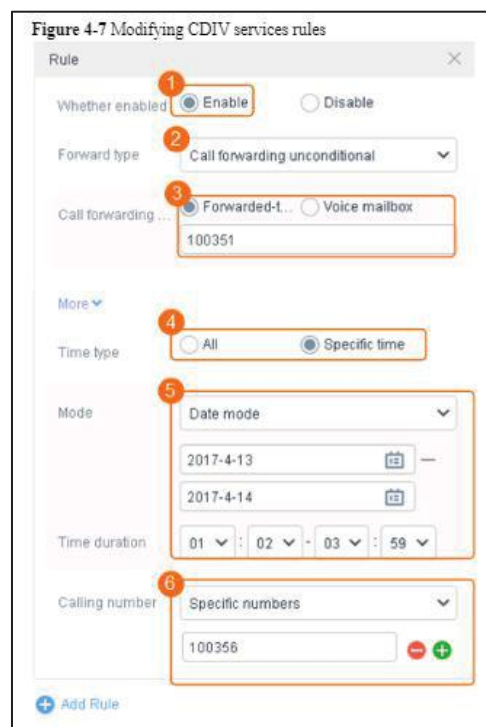 Figure 4-7 Modifying CDIV services rules
Rule
1
Whether enabled Enable Disable
2
Forward type Call forwarding unconditional
3
Call forwarding ... Forwarded-t... Voice mailbox
100351
More
4
Time type All Specific time
5
Mode Date mode
2017-4-13 —
2017-4-14
Time duration 01 : 02 - 03 : 59
6
Calling number Specific numbers
100356
Add Rule